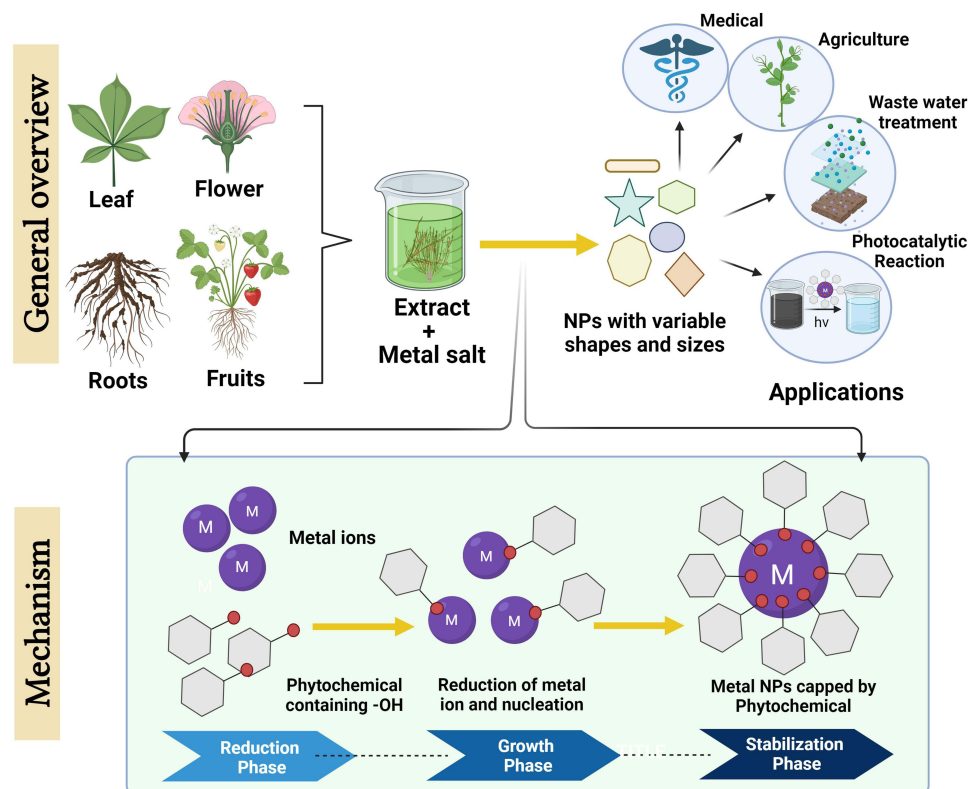 General overview
Leaf
Flower
Roots
Fruits
Extract
+
Metal salt
NPs with variable
shapes and sizes
Medical
Agriculture
Waste water
treatment
Photocatalytic
Reaction
M
hv
Applications
Mechanism
M
M
M
M
Metal ions
Phytochemical
containing -OH
M
M
M
Reduction of metal
ion and nucleation
M
Metal NPs capped by
Phytochemical
Reduction
Phase
Growth
Phase
Stabilization
Phase